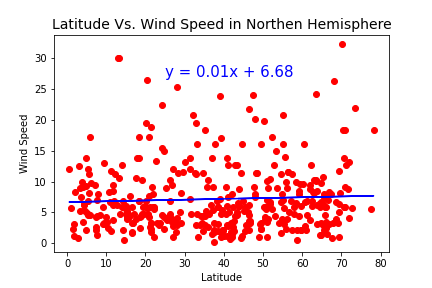 Latitude Vs. Wind Speed in Northen Hemisphere
y = 0.01x + 6.68
Wind Speed
30
25
20
15
10
5
0
0 10 20 30 40 50 60 70 80
Latitude